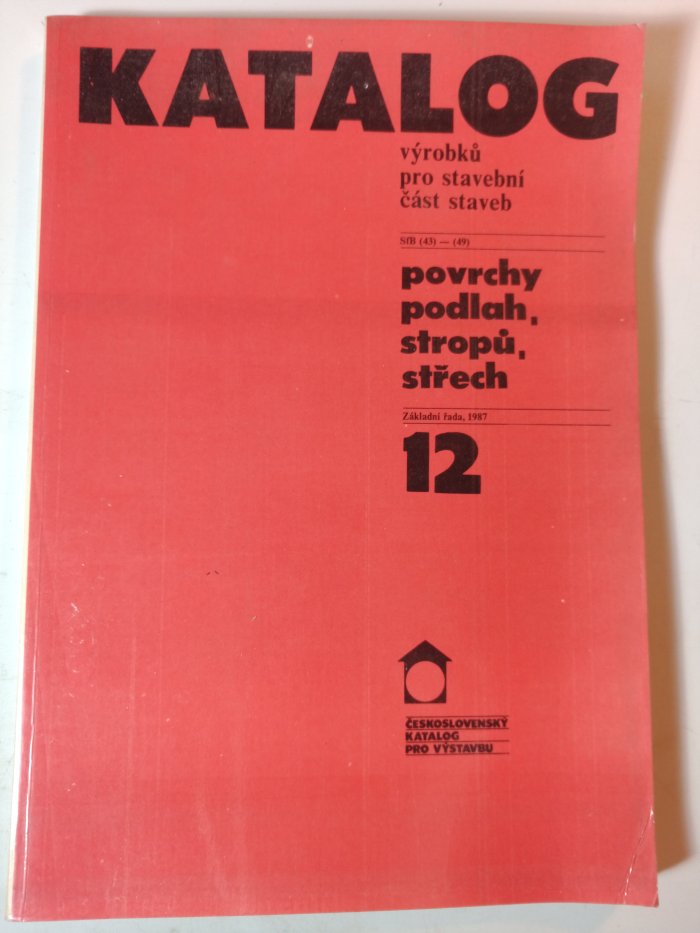 KATALOG
výrobků
pro stavební
část staveb
SfB (43) — (49)
povrchy
podlah,
stropů,
střech
Základní řada, 1987
12
ČESKOSLOVENSKÝ
KATALOG
PRO VÝSTAVBU